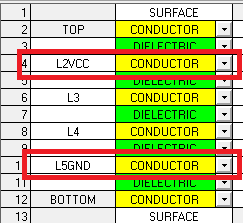 1 SURFACE
2 TOP CONDUCTOR
3 DIELECTRIC
4 L2VCC CONDUCTOR
DIELECTRIC
6 L3 CONDUCTOR
7 DIELECTRIC
8 L4 CONDUCTOR
9 DIELECTRIC
1 L5GND CONDUCTOR
11 DIELECTRIC
12 BOTTOM CONDUCTOR
13 SURFACE